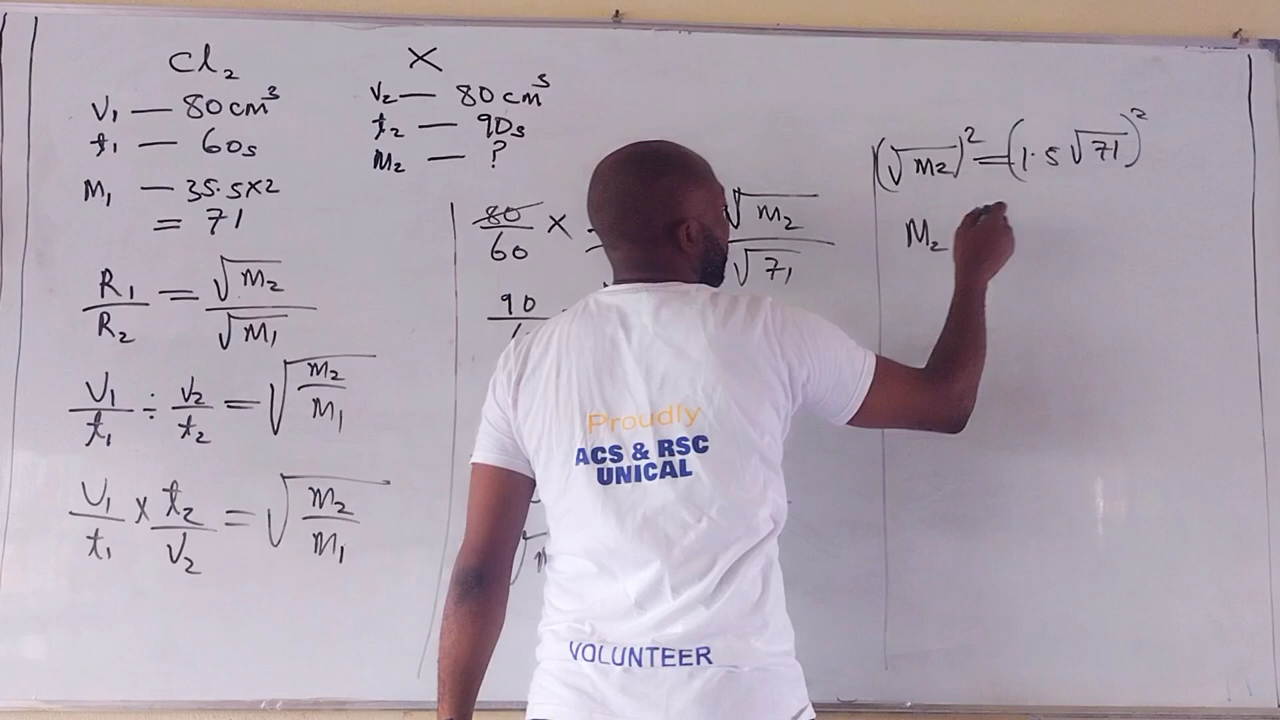 Cl₂
V₁ — 80cm³
t₁ — 60s
M₁ — 35.5x2
= 71
R₁/R₂ = √M₂/√M₁
V₁/t₁ ÷ V₂/t₂ = √(M₂/M₁)
V₁/t₁ x t₂/V₂ = √(M₂/M₁)
X
V₂ — 80cm³
t₂ — 90s
M₂ — ?
80/60 x √M₂/√71
90
(√M₂)² = (1.5√71)²
M₂
Proudly
ACS & RSC
UNICAL
VOLUNTEER